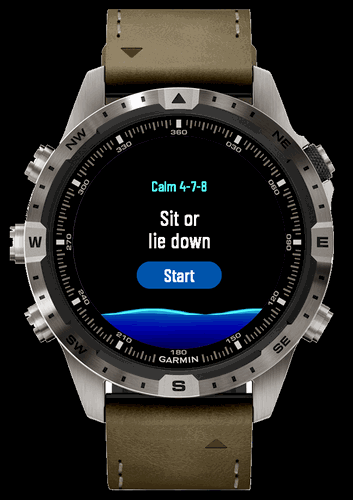 360
330
030
NW
NE
300
060
Calm 4-7-8
Sit or
lie down
W
270
090
E
Start
240
120
SW
SE
210
150
180
GARMIN
S